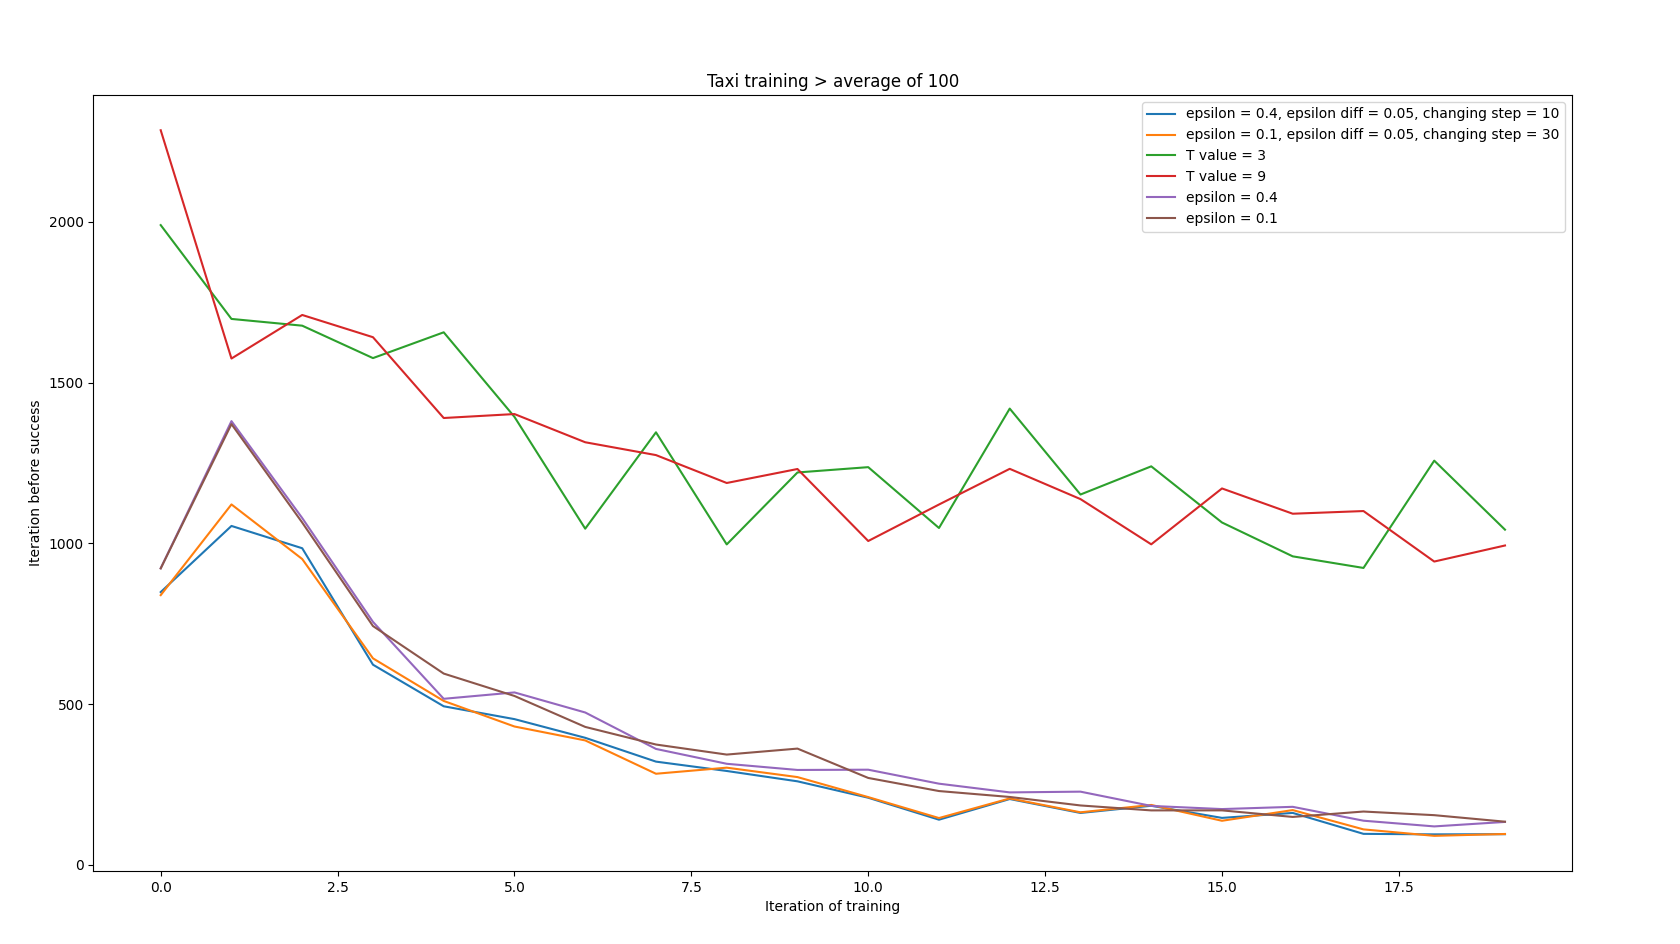 Taxi training > average of 100
epsilon = 0.4, epsilon diff = 0.05, changing step = 10
epsilon = 0.1, epsilon diff = 0.05, changing step = 30
T value = 3
T value = 9
epsilon = 0.4
epsilon = 0.1
Iteration before success
2000
1500
1000
500
0
0.0 2.5 5.0 7.5 10.0 12.5 15.0 17.5
Iteration of training